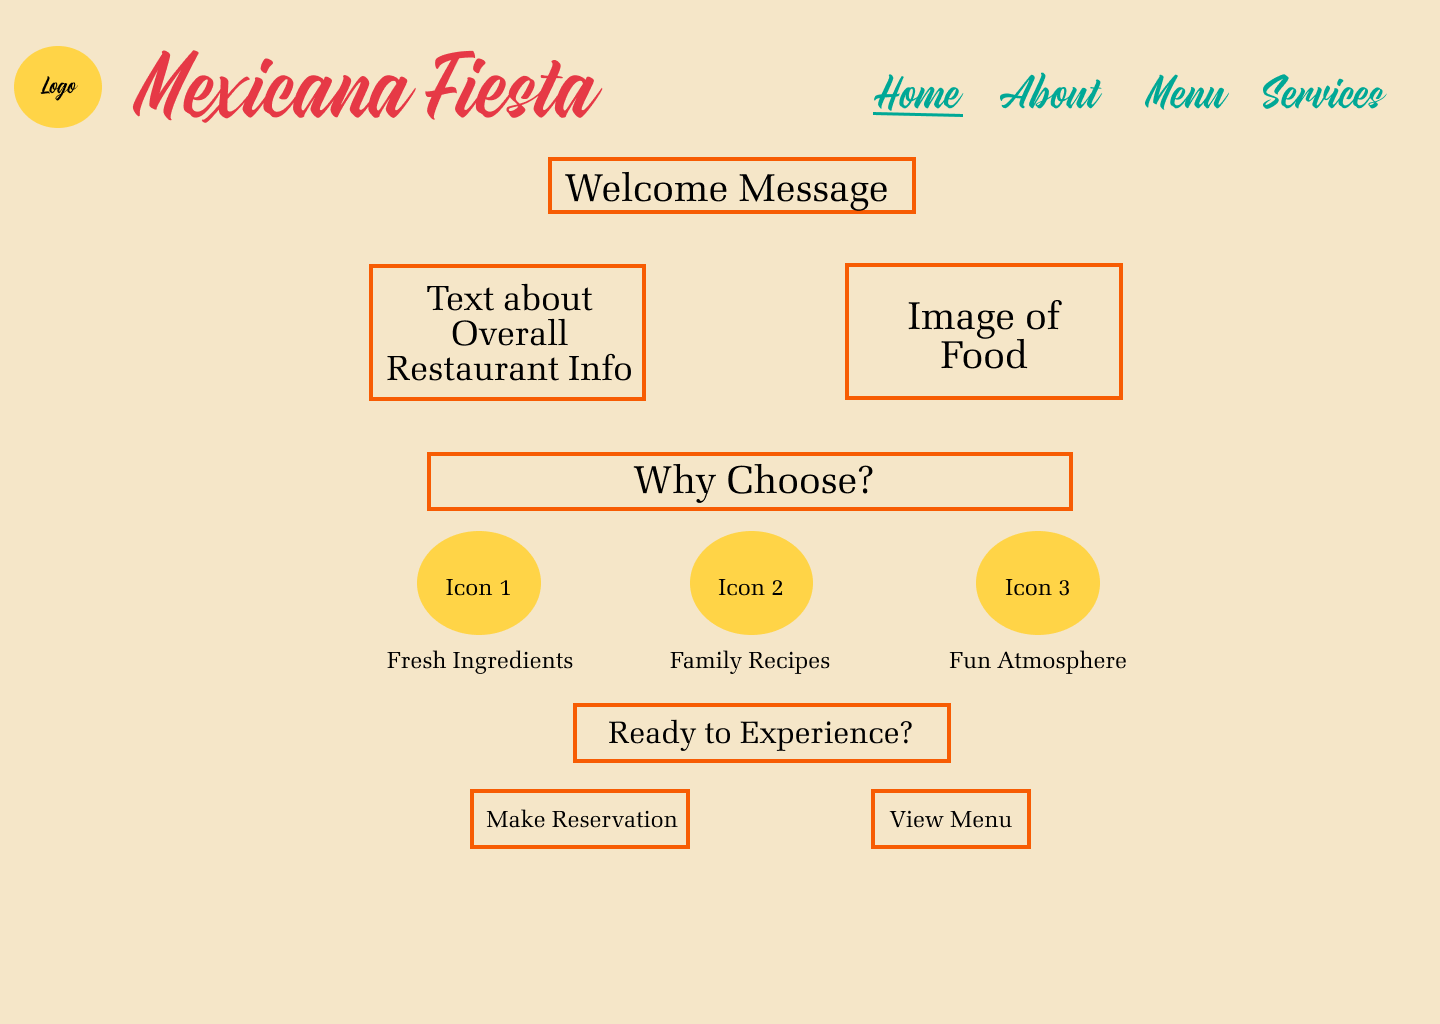 Logo
Mexicana Fiesta
Home About Menu Services
Welcome Message
Text about
Overall
Restaurant Info
Image of
Food
Why Choose?
Icon 1
Icon 2
Icon 3
Fresh Ingredients
Family Recipes
Fun Atmosphere
Ready to Experience?
Make Reservation
View Menu